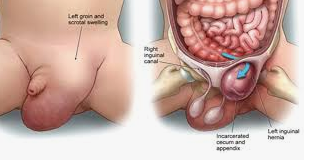 Left groin and
scrotal swelling
Right
inguinal
canal
Incarcerated
cecum and
appendix
Left inguinal
hernia